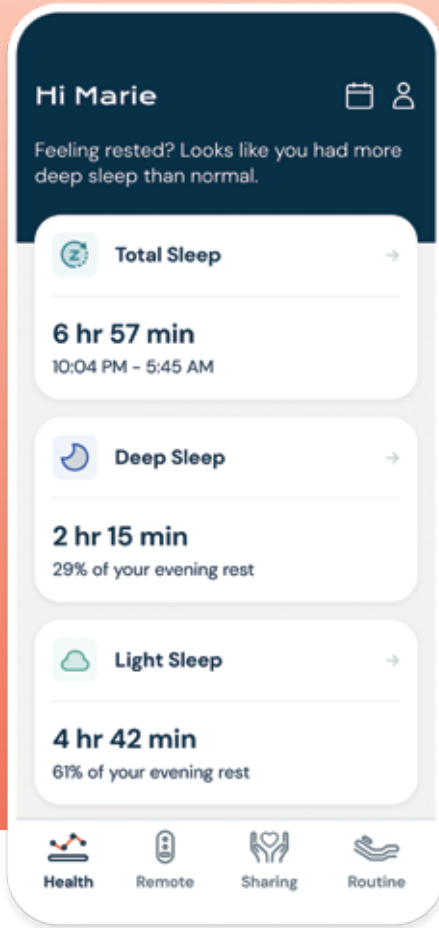 Hi Marie
Feeling rested? Looks like you had more
deep sleep than normal.
Total Sleep
6 hr 57 min
10:04 PM - 5:45 AM
Deep Sleep
2 hr 15 min
29% of your evening rest
Light Sleep
4 hr 42 min
61% of your evening rest
Health Remote Sharing Routine